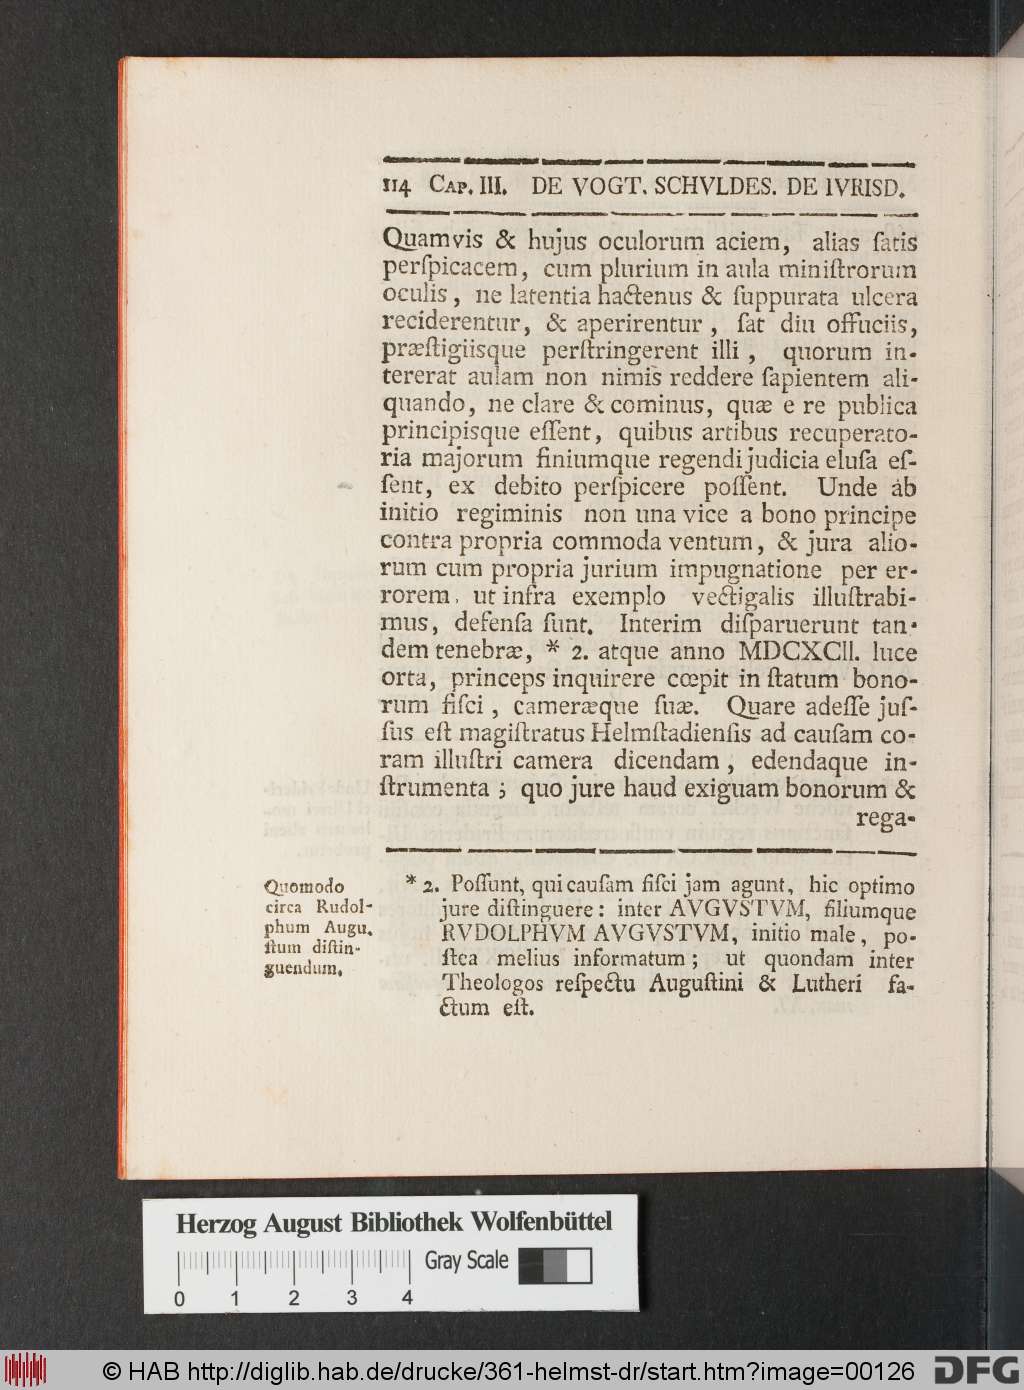 114 CAP. III. DE VOGT. SCHVLDES. DE IVRISD.
Quamvis & hujus oculorum aciem, alias ſatis
perſpicacem, cum plurium in aula miniſtrorum
oculis, ne latentia hactenus & ſuppurata ulcera
reciderentur, & aperirentur, ſat diu offuciis,
præſtigiisque perſtringerent illi, quorum in-
tererat aulam non nimis reddere ſapientem ali-
quando, ne clare & cominus, quæ e re publica
principisque eſſent, quibus artibus recuperato-
ria majorum finiumque regendi judicia eluſa eſ-
ſent, ex debito perſpicere poſſent. Unde ab
initio regiminis non una vice a bono principe
contra propria commoda ventum, & jura alio-
rum cum propria jurium impugnatione per er-
rorem, ut infra exemplo vectigalis illuſtrabi-
mus, defenſa ſunt. Interim diſparuerunt tan-
dem tenebræ, * 2. atque anno MDCXCII. luce
orta, princeps inquirere cœpit in ſtatum bono-
rum fiſci, cameræque ſuæ. Quare adeſſe juſ-
ſus eſt magiſtratus Helmſtadienſis ad cauſam co-
ram illuſtri camera dicendam, edendaque in-
ſtrumenta; quo jure haud exiguam bonorum &
rega-
Quomodo
circa Rudol-
phum Augu.
ſtum diſtin-
guendum.
* 2. Poſſunt, qui cauſam fiſci jam agunt, hic optimo
jure diſtinguere: inter AVGVSTVM, filiumque
RVDOLPHVM AVGVSTVM, initio male, po-
ſtea melius informatum; ut quondam inter
Theologos reſpectu Auguſtini & Lutheri fa-
ctum eſt.
Herzog August Bibliothek Wolfenbüttel
Gray Scale
0 1 2 3 4
© HAB http://diglib.hab.de/drucke/361-helmst-dr/start.htm?image=00126
DFG